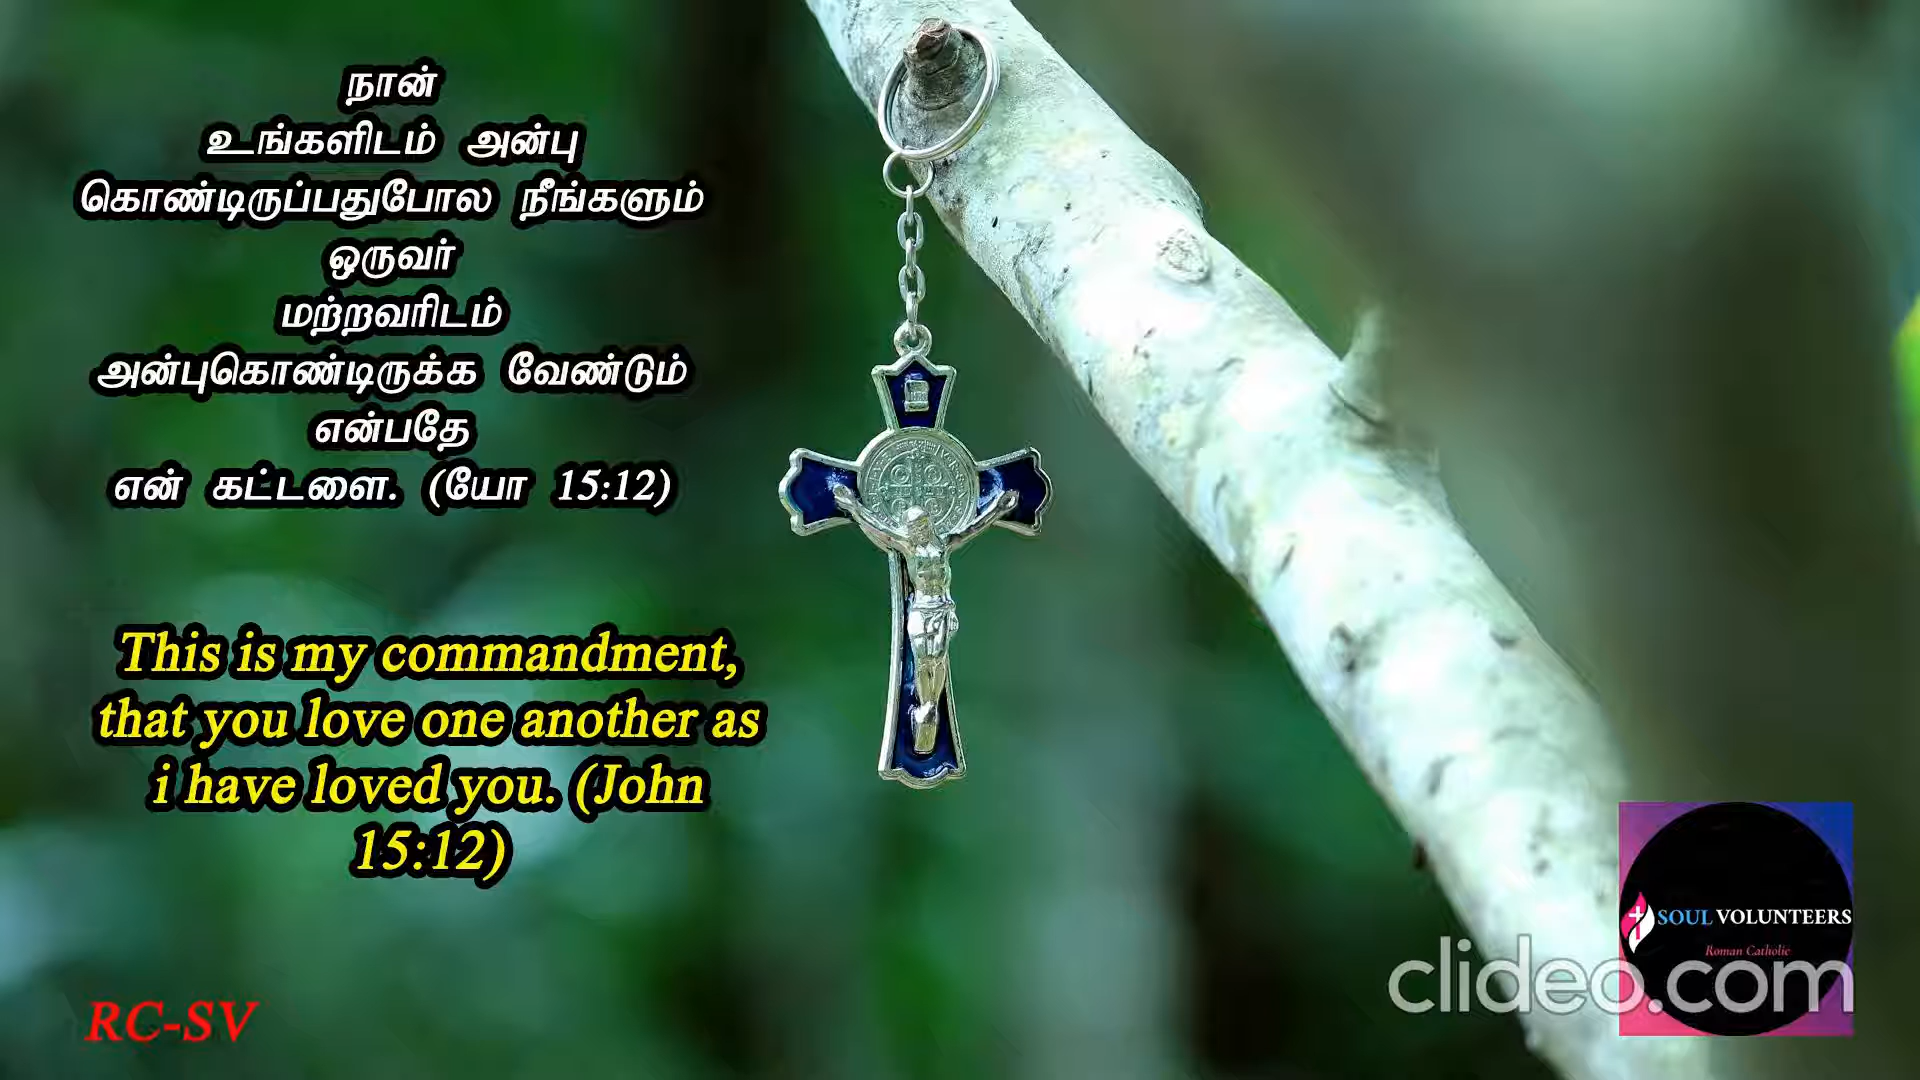 நான்
உங்களிடம் அன்பு
கொண்டிருப்பதுபோல நீங்களும்
ஒருவர்
மற்றவரிடம்
அன்புகொண்டிருக்க வேண்டும்
என்பதே
என் கட்டளை. (யோ 15:12)
This is my commandment,
that you love one another as
i have loved you. (John
15:12)
SOUL VOLUNTEERS
Roman Catholic
clideo.com
RC-SV